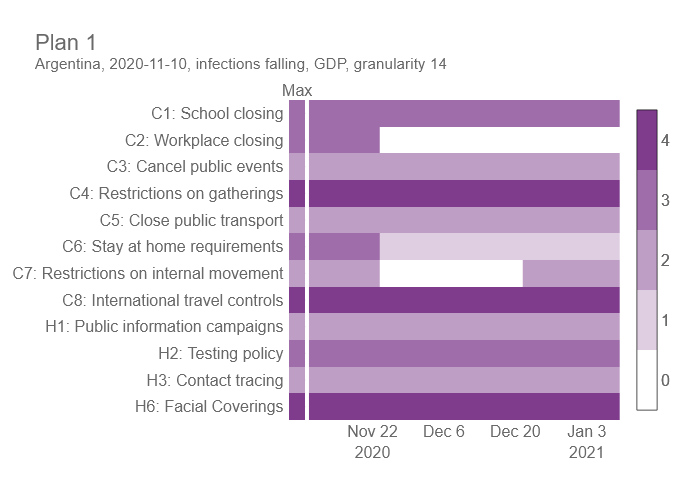 Plan 1
Argentina, 2020-11-10, infections falling, GDP, granularity 14
Max
C1: School closing
C2: Workplace closing
C3: Cancel public events
C4: Restrictions on gatherings
C5: Close public transport
C6: Stay at home requirements
C7: Restrictions on internal movement
C8: International travel controls
H1: Public information campaigns
H2: Testing policy
H3: Contact tracing
H6: Facial Coverings
Nov 22 Dec 6 Dec 20 Jan 3
2020 2021
4
3
2
1
0